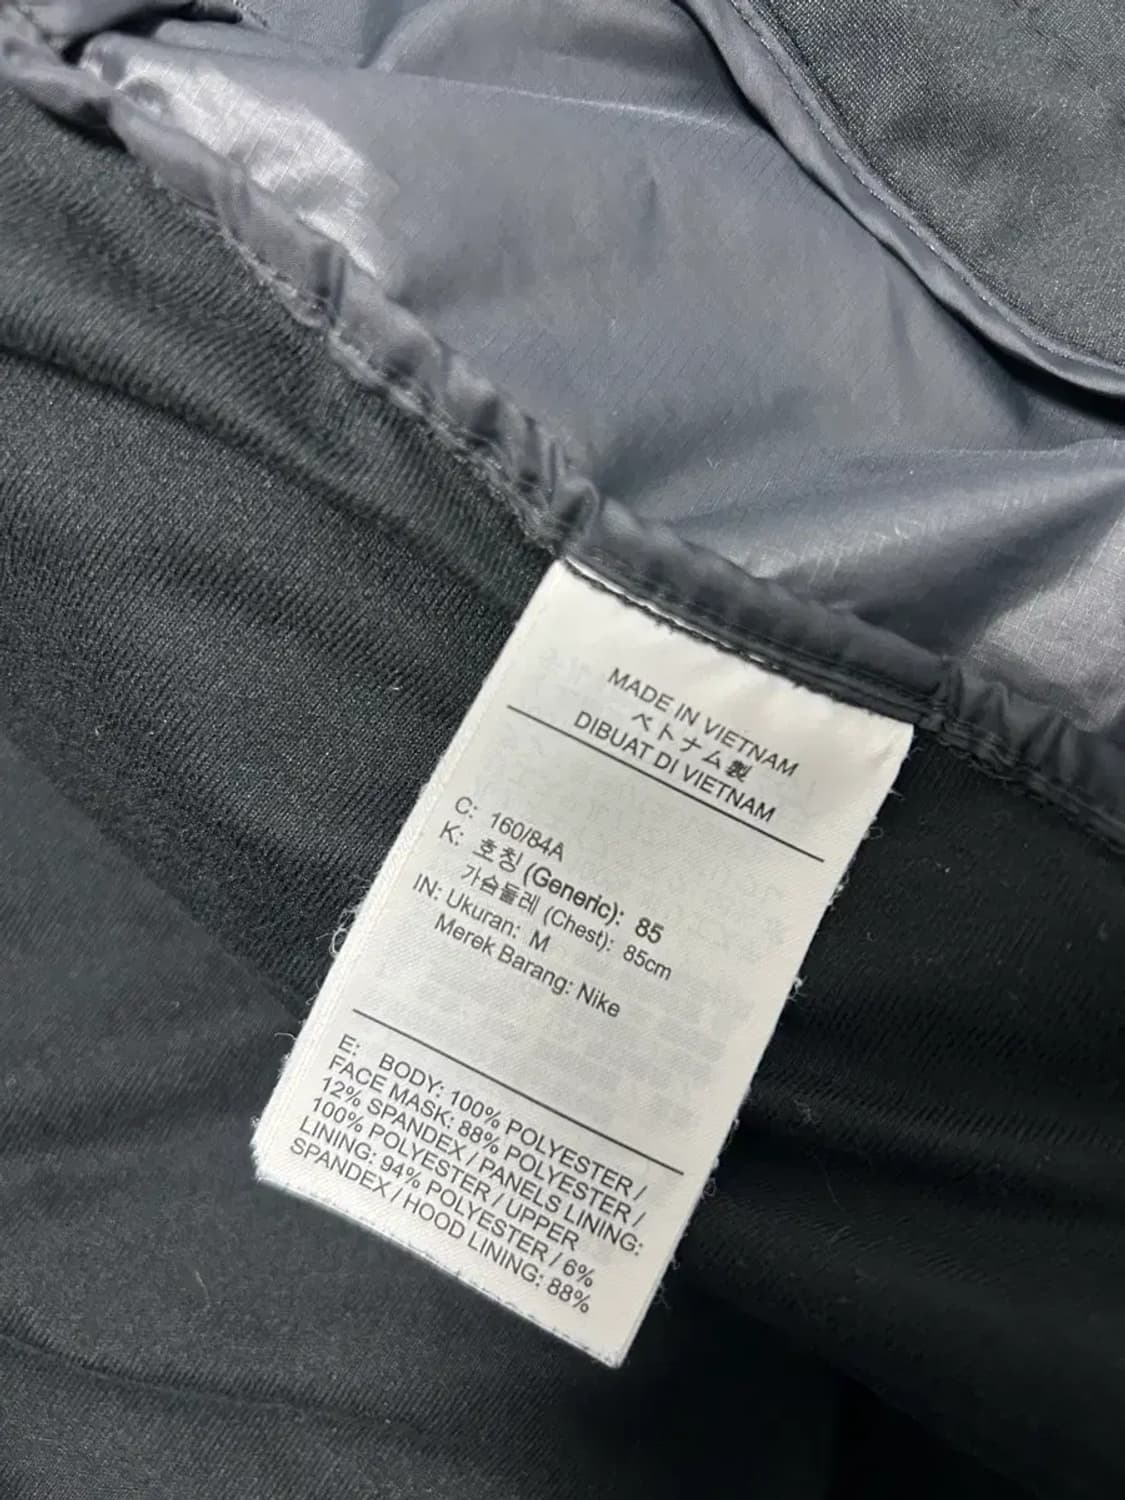 MADE IN VIETNAM
ベトナム製
DIBUAT DI VIETNAM
C: 160/84A
K: 호칭 (Generic): 85
가슴둘레 (Chest): 85cm
IN: Ukuran: M
Merek Barang: Nike
E: BODY: 100% POLYESTER /
FACE MASK: 88% POLYESTER /
12% SPANDEX / PANELS LINING:
100% POLYESTER / UPPER
LINING: 94% POLYESTER / 6%
SPANDEX / HOOD LINING: 88%